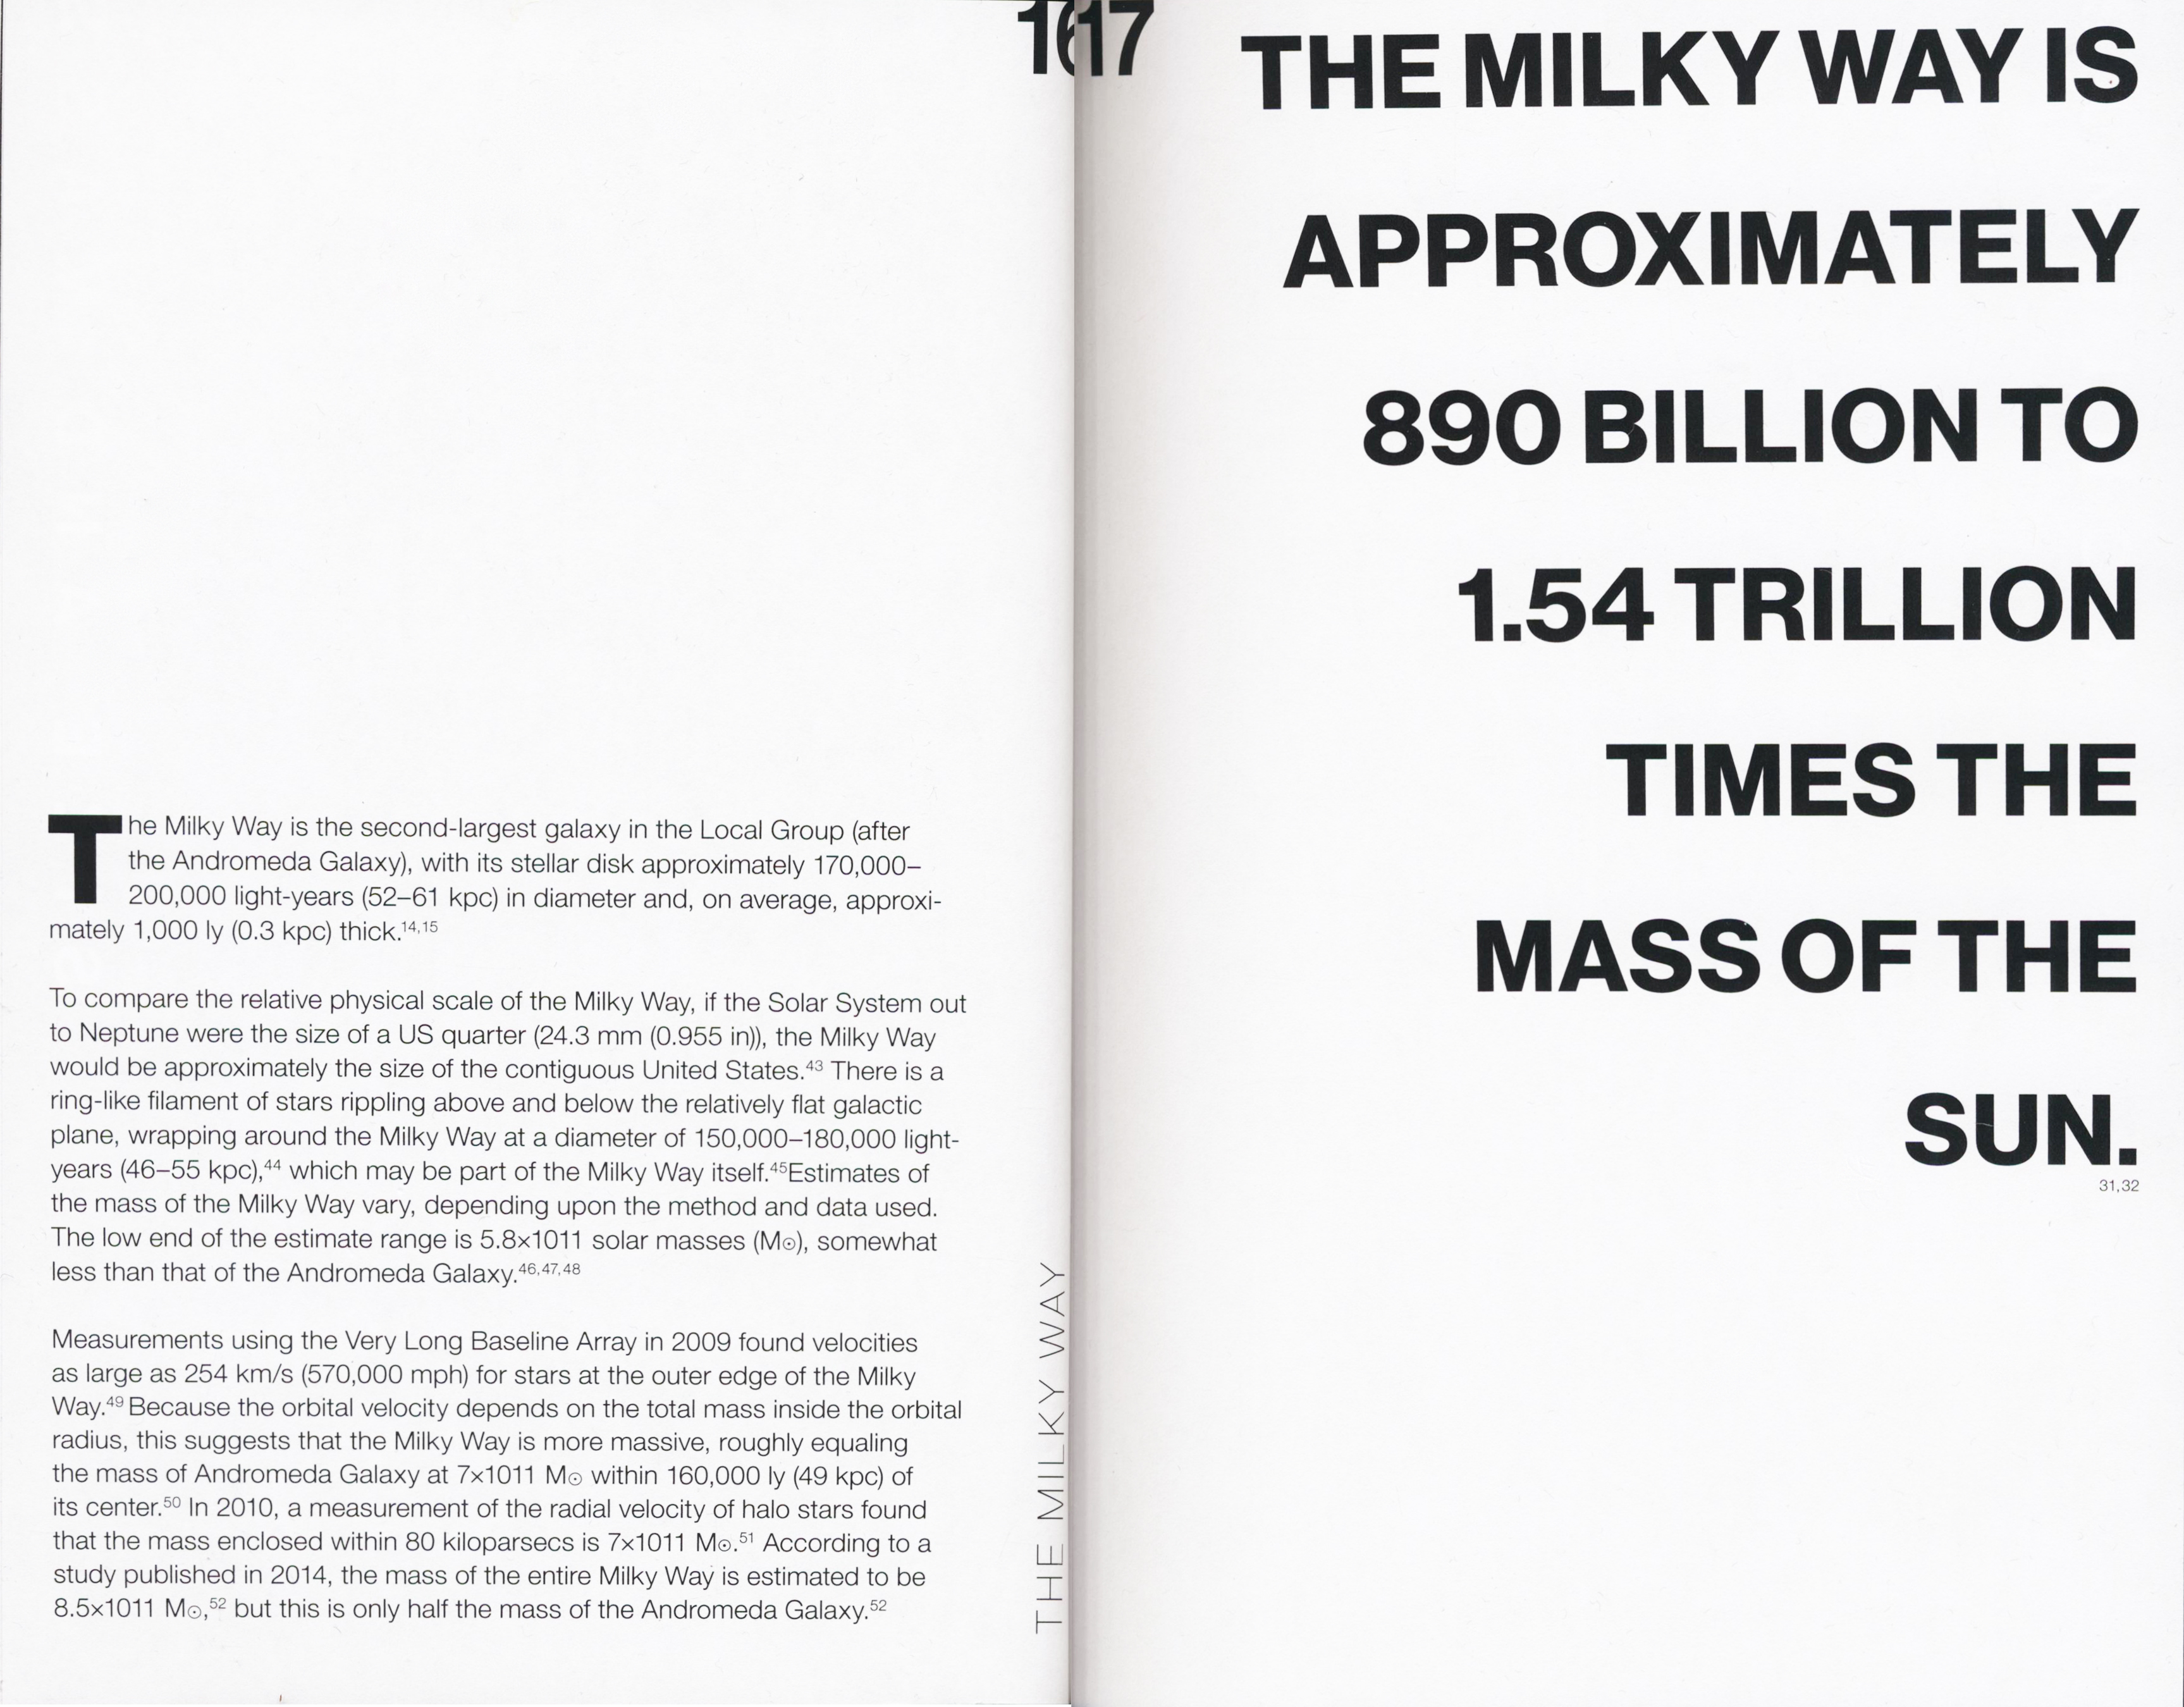 16
The Milky Way is the second-largest galaxy in the Local Group (after
the Andromeda Galaxy), with its stellar disk approximately 170,000–
200,000 light-years (52–61 kpc) in diameter and, on average, approxi-
mately 1,000 ly (0.3 kpc) thick.14,15
To compare the relative physical scale of the Milky Way, if the Solar System out
to Neptune were the size of a US quarter (24.3 mm (0.955 in)), the Milky Way
would be approximately the size of the contiguous United States.43 There is a
ring-like filament of stars rippling above and below the relatively flat galactic
plane, wrapping around the Milky Way at a diameter of 150,000–180,000 light-
years (46–55 kpc),44 which may be part of the Milky Way itself.45Estimates of
the mass of the Milky Way vary, depending upon the method and data used.
The low end of the estimate range is 5.8×1011 solar masses (M☉), somewhat
less than that of the Andromeda Galaxy.46,47,48
Measurements using the Very Long Baseline Array in 2009 found velocities
as large as 254 km/s (570,000 mph) for stars at the outer edge of the Milky
Way.49 Because the orbital velocity depends on the total mass inside the orbital
radius, this suggests that the Milky Way is more massive, roughly equaling
the mass of Andromeda Galaxy at 7×1011 M☉ within 160,000 ly (49 kpc) of
its center.50 In 2010, a measurement of the radial velocity of halo stars found
that the mass enclosed within 80 kiloparsecs is 7×1011 M☉.51 According to a
study published in 2014, the mass of the entire Milky Way is estimated to be
8.5×1011 M☉,52 but this is only half the mass of the Andromeda Galaxy.52
THE MILKY WAY
17
THE MILKY WAY IS
APPROXIMATELY
890 BILLION TO
1.54 TRILLION
TIMES THE
MASS OF THE
SUN.
31,32